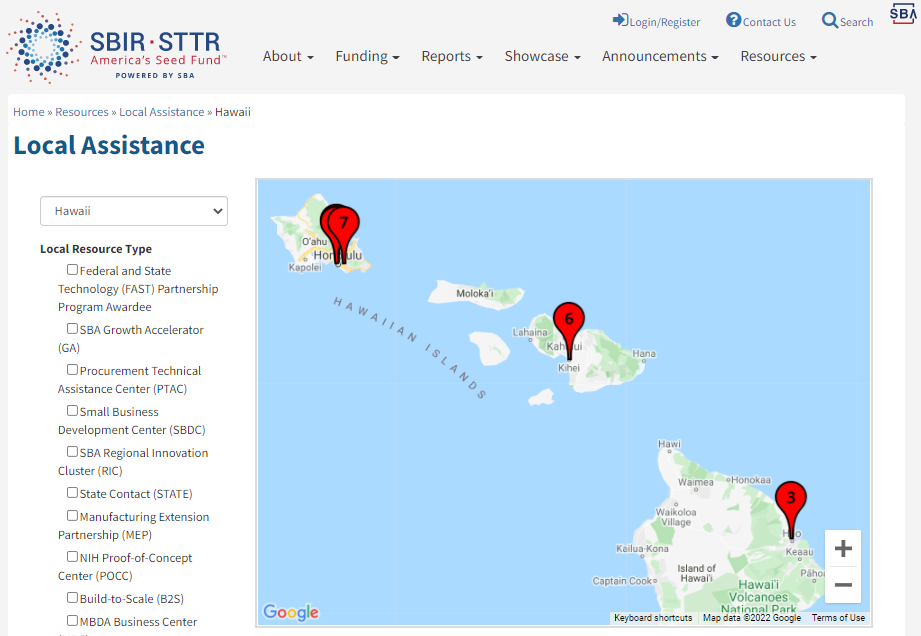 Login/Register
Contact Us
Search
SBA
SBIR·STTR
America's Seed Fund™
POWERED BY SBA
About
Funding
Reports
Showcase
Announcements
Resources
Home » Resources » Local Assistance » Hawaii
Local Assistance
Hawaii
Local Resource Type
Federal and State
Technology (FAST) Partnership
Program Awardee
SBA Growth Accelerator
(GA)
Procurement Technical
Assistance Center (PTAC)
Small Business
Development Center (SBDC)
SBA Regional Innovation
Cluster (RIC)
State Contact (STATE)
Manufacturing Extension
Partnership (MEP)
NIH Proof-of-Concept
Center (POCC)
Build-to-Scale (B2S)
MBDA Business Center
7
O'ahu
Kapolei
HAWAIIAN ISLANDS
Moloka'i
6
Lahaina
Hana
Kihei
Hawi
Waimea
Honokaa
3
Waikoloa
Village
Kailua-Kona
Keaau
Island of
Hawai'i
Captain Cook
Hawai'i
Volcanoes
National Park
+
−
Google
Keyboard shortcuts
Map data ©2022 Google
Terms of Use